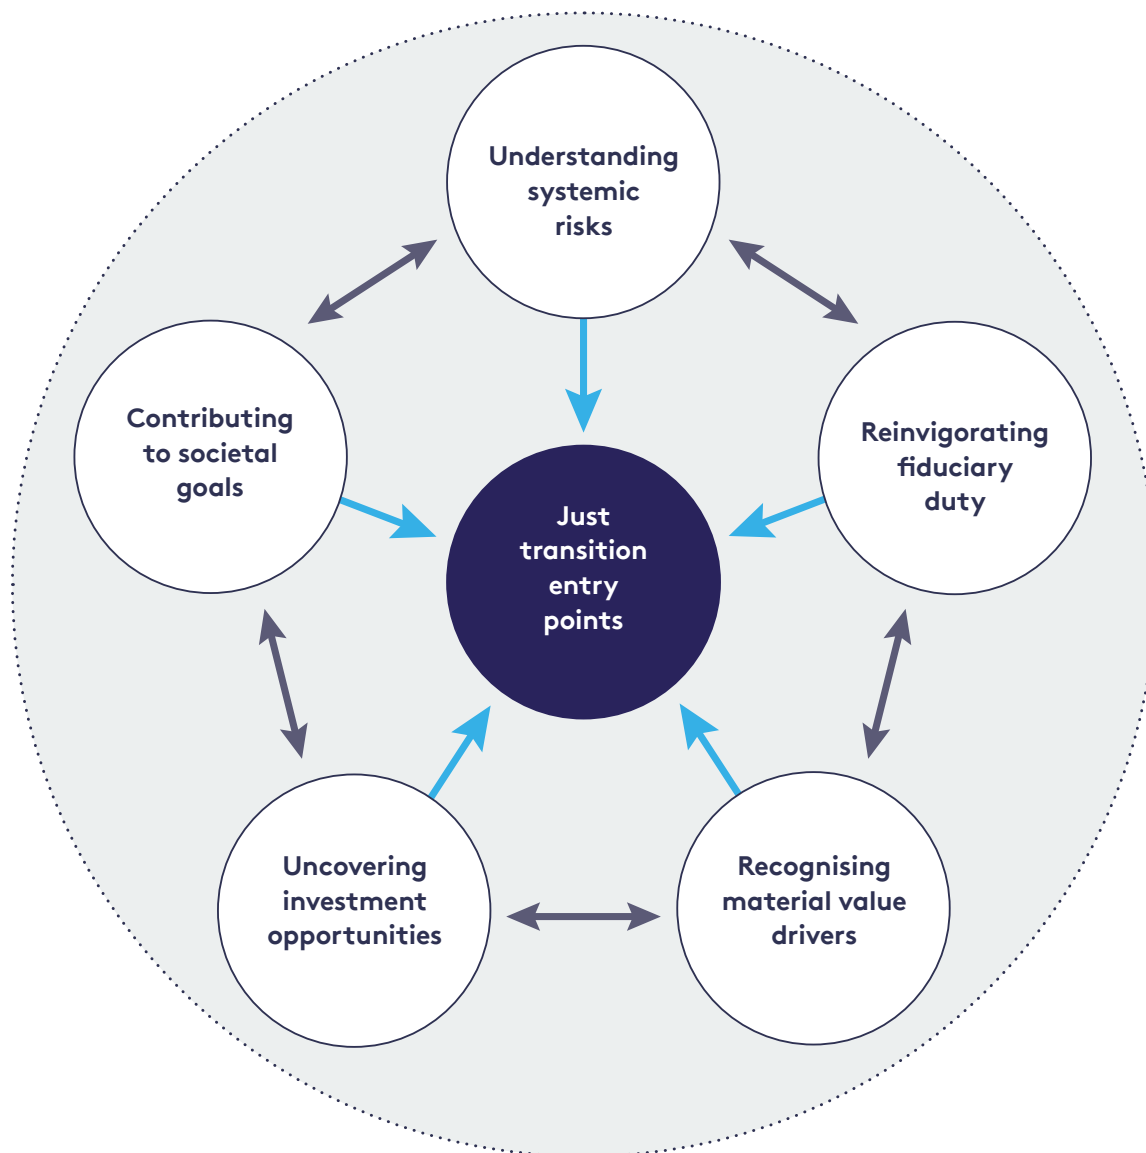 Understanding
systemic
risks
Contributing
to societal
goals
Reinvigorating
fiduciary
duty
Just
transition
entry
points
Uncovering
investment
opportunities
Recognising
material value
drivers